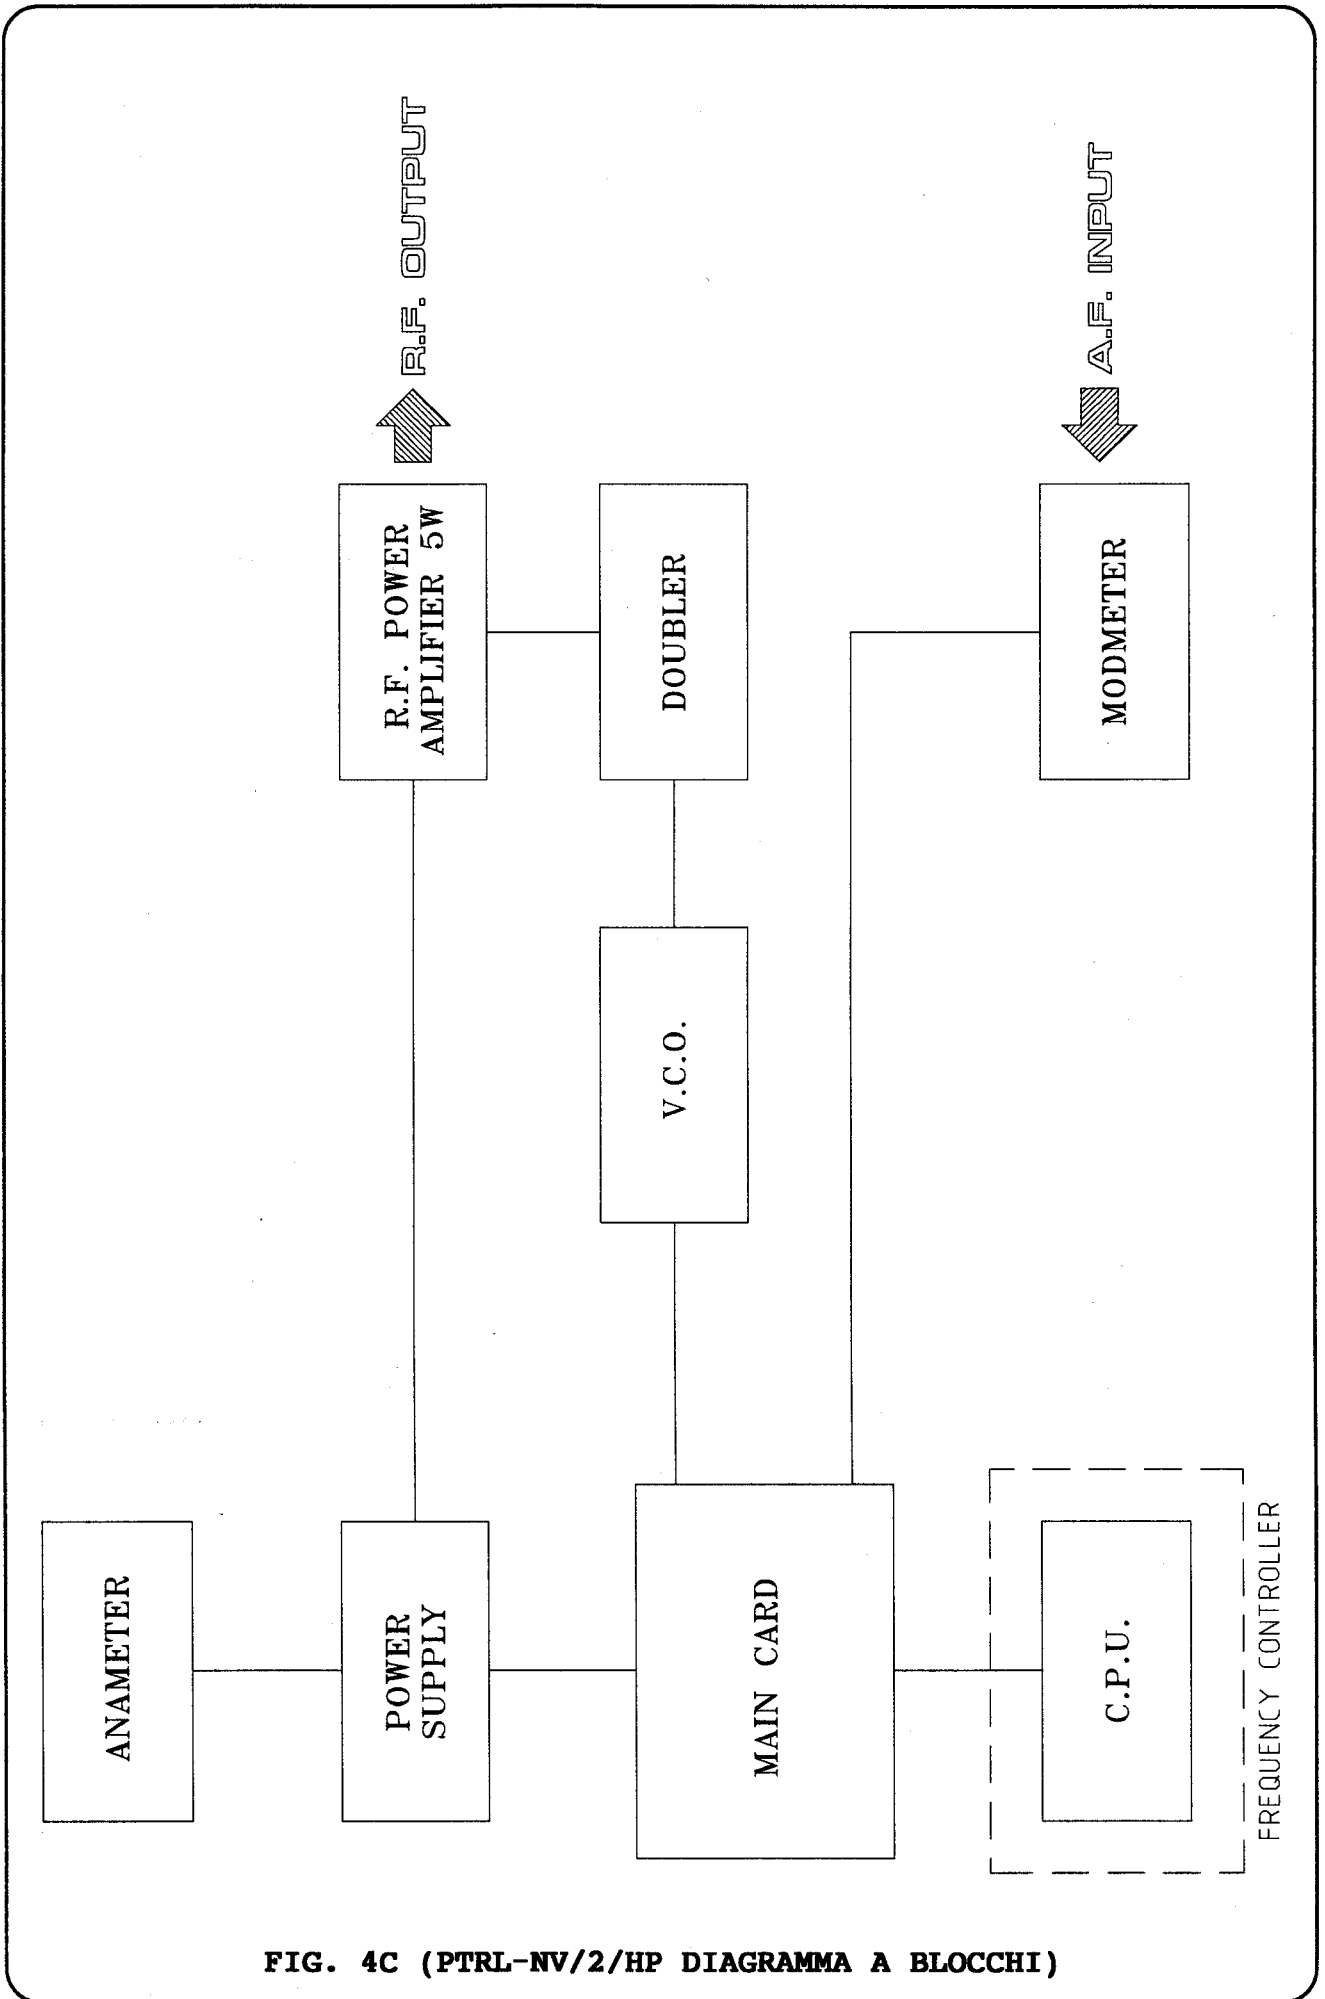 ANAMETER
POWER
SUPPLY
R.F. POWER
AMPLIFIER 5W
R.F. OUTPUT
MAIN CARD
V.C.O.
DOUBLER
C.P.U.
FREQUENCY CONTROLLER
MODMETER
A.F. INPUT
FIG. 4C (PTRL-NV/2/HP DIAGRAMMA A BLOCCHI)